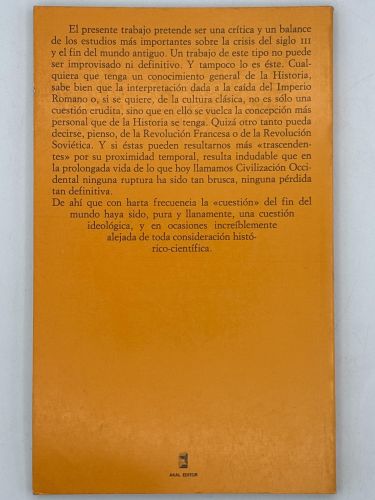 El presente trabajo pretende ser una crítica y un balance
de los estudios más importantes sobre la crisis del siglo III
y el fin del mundo antiguo. Un trabajo de este tipo no puede
ser improvisado ni definitivo. Y tampoco lo es éste. Cual-
quiera que tenga un conocimiento general de la Historia,
sabe bien que la interpretación dada a la caída del Imperio
Romano o, si se quiere, de la cultura clásica, no es sólo una
cuestión erudita, sino que en ello se vuelca la concepción más
personal que de la Historia se tenga. Quizá otro tanto pueda
decirse, pienso, de la Revolución Francesa o de la Revolución
Soviética. Y si éstas pueden resultarnos más «trascenden-
tes» por su proximidad temporal, resulta indudable que en
la prolongada vida de lo que hoy llamamos Civilización Occi-
dental ninguna ruptura ha sido tan brusca, ninguna pérdida
tan definitiva.
De ahí que con harta frecuencia la «cuestión» del fin del
mundo haya sido, pura y llanamente, una cuestión
ideológica, y en ocasiones increíblemente
alejada de toda consideración histó-
rico-científica.
AKAL EDITOR